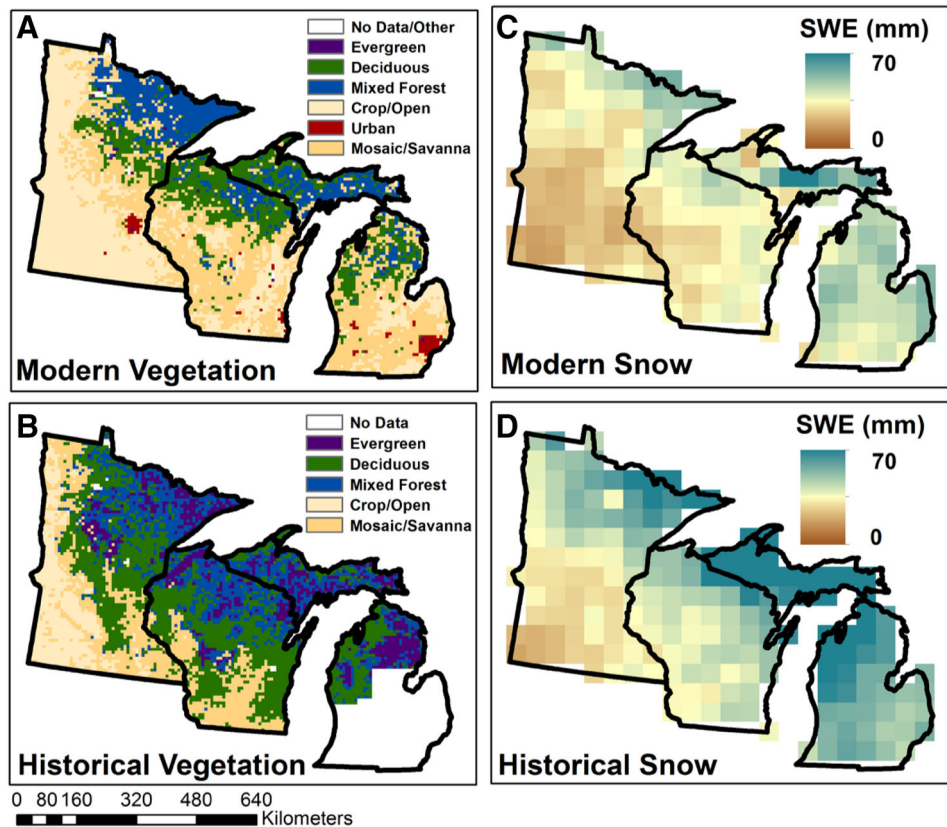 A
No Data/Other
Evergreen
Deciduous
Mixed Forest
Crop/Open
Urban
Mosaic/Savanna
Modern Vegetation
C
SWE (mm)
70
0
Modern Snow
B
No Data
Evergreen
Deciduous
Mixed Forest
Crop/Open
Mosaic/Savanna
Historical Vegetation
D
SWE (mm)
70
0
Historical Snow
0 80 160 320 480 640
Kilometers